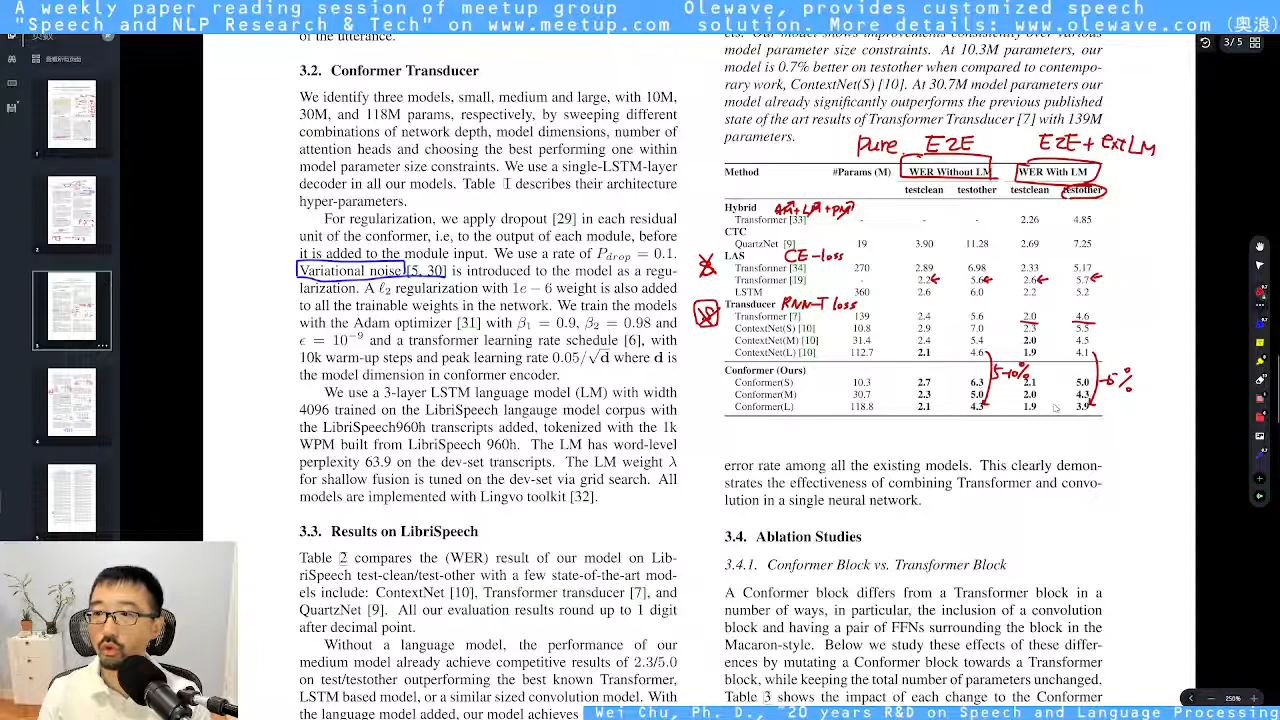 A weekly paper reading session of meetup group
Olewave, provides customized speech
\"Speech & NLP Researchers & Tech" on www.meetup.com
solution. Move data intellengently. www.olewave.com (奥浪)
3/5
of the utterance.
3.2. Conformer Transducer
We identify three models, small, medium and large, with 10M,
30M, and 118M params, respectively, by sweeping different
combinations of network depth, model dimensions, number of
attention heads and choosing the best performing one within
model parameter size constraints. We use a single-LSTM-layer
decoder in all our models. Table 1 describes their architecture
hyper-parameters.
For regularization, we apply dropout [29] in each residual
unit of the conformer, i.e, to the output of each module, before
it is added to the module input. We use a rate of Pdrop = 0.1.
Variational noise [5, 30] is introduced to the model as a regu-
larization. A ℓ2 regularization with 1e − 6 weight is also added
to all the trainable weights in the network. We train the models
with the Adam optimizer [31] with β1 = 0.9, β2 = 0.98 and
ϵ = 10−9 and a transformer learning rate schedule [6], with
10k warm-up steps and peak learning rate 0.05/√d where d is
the model dimension in conformer encoder.
We use a 3-layer LSTM language model (LM) with width
4096 trained on the LibriSpeech langauge model corpus with
the LibriSpeech960h transcripts added, tokenized with the 1k
WPM built from LibriSpeech 960h. The LM has word-level
perplexity 63.9 on the dev-set transcripts. The LM weight λ
for shallow fusion is tuned on the dev-set via grid search. All
models are implemented with Lingvo toolkit [32].
3.3. Results on LibriSpeech
Table 2 compares the (WER) result of our model on Lib-
riSpeech test-clean/test-other with a few state-of-the-art mod-
els include: ContextNet [10], Transformer transducer [7], and
QuartzNet [9]. All our evaluation results round up to 1 digit
after decimal point.
Without a language model, the performance of our
medium model already achieve competitive results of 2.3/5.0
on test/testother outperforming the best known Transformer,
LSTM based model, or a similar sized convolution model. With
the language model added, our model achieves
model parameter size constraints. At 10.3M parameters, our
model is 0.7% better on testother when compared to contempo-
rary work, ContextNet(S) [10]. At 30.7M model parameters our
model already significantly outperforms the previous published
state of the art results of Transformer Transducer [7] with 139M
pure E2E
E2E + ext LM
Method #Params (M) WER Without LM WER With LM
testclean testother testclean testother
Hybrid
Transformer [33] - - - 2.26 4.85
CTC
QuartzNet [9] 19 3.90 11.28 2.69 7.25
LAS CE-loss
Transformer [34] 270 2.89 6.98 2.33 5.17
Transformer [19] - 2.2 5.6 2.6 5.7
LSTM 360 2.6 6.0 2.2 5.2
Transducer RNN-T loss
Transformer [7] 139 2.4 5.6 2.0 4.6
ContextNet(S) [10] 10.8 2.9 7.0 2.3 5.5
ContextNet(M) [10] 31.4 2.4 5.4 2.0 4.5
ContextNet(L) [10] 112.7 2.1 4.6 1.9 4.1
Conformer (Ours)
Conformer(S) 10.3 2.7 6.3 2.1 5.0
Conformer(M) 30.7 2.3 5.0 2.0 4.3
Conformer(L) 118.8 2.1 4.3 1.9 3.9
5-10%
~5%
error rate among all the existing models. This clearly demon-
strates the effectiveness of combining Transformer and convo-
lution in a single neural network.
3.4. Ablation Studies
3.4.1. Conformer Block vs. Transformer Block
A Conformer block differs from a Transformer block in a
number of ways, in particular, the inclusion of a convolution
block and having a pair of FFNs surrounding the block in the
Macaron-style. Below we study these effects of these differ-
ences by mutating a Conformer block towards a Transformer
block, while keeping the total number of parameters unchanged.
Table 3 shows the impact of each change to the Conformer
250%
Wei Chu, Ph. D., "20 years R&D on Speech and Language Processing